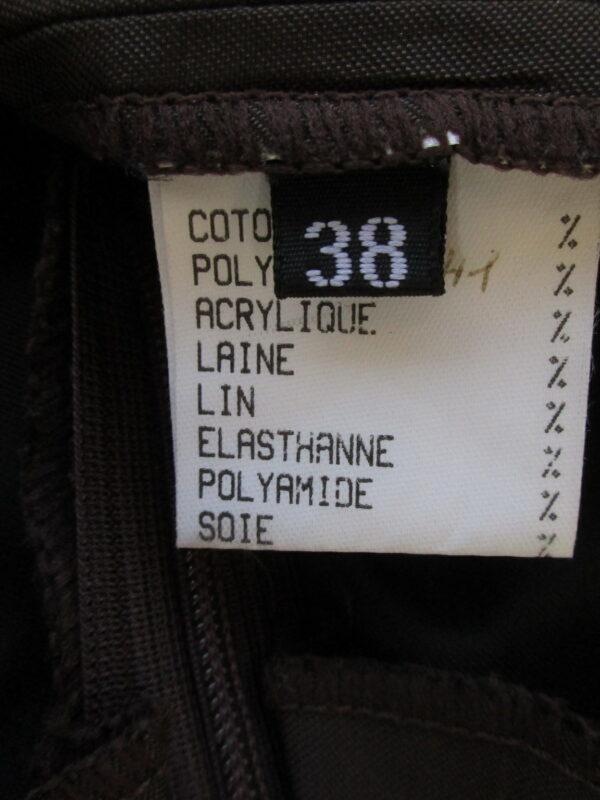 38
COTO %
POLY %
ACRYLIQUE %
LAINE %
LIN %
ELASTHANNE %
POLYAMIDE %
SOIE %